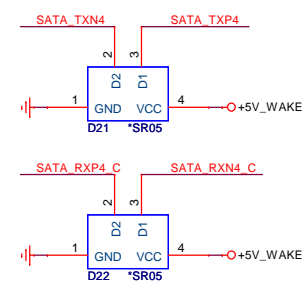 SATA_TXN4 SATA_TXP4
2 3
D2 D1
1 GND VCC 4 +5V_WAKE
D21 *SR05
SATA_RXP4_C SATA_RXN4_C
2 3
D2 D1
1 GND VCC 4 +5V_WAKE
D22 *SR05